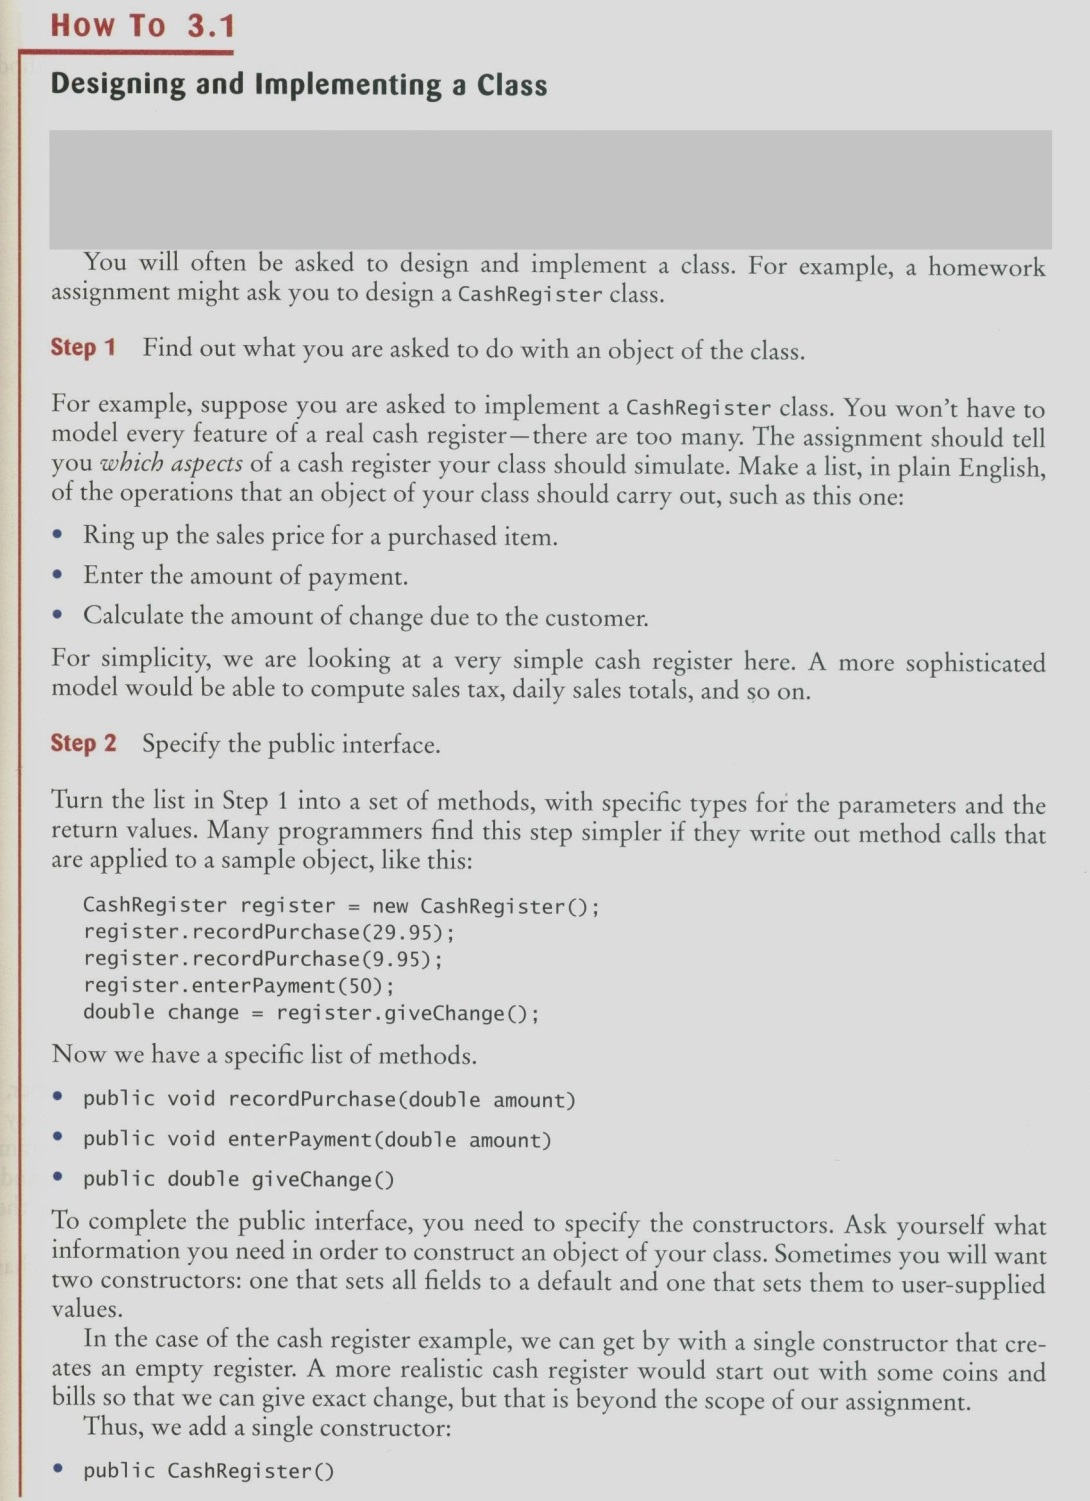 How To 3.1
Designing and Implementing a Class
You will often be asked to design and implement a class. For example, a homework
assignment might ask you to design a CashRegister class.
Step 1 Find out what you are asked to do with an object of the class.
For example, suppose you are asked to implement a CashRegister class. You won't have to
model every feature of a real cash register—there are too many. The assignment should tell
you which aspects of a cash register your class should simulate. Make a list, in plain English,
of the operations that an object of your class should carry out, such as this one:
• Ring up the sales price for a purchased item.
• Enter the amount of payment.
• Calculate the amount of change due to the customer.
For simplicity, we are looking at a very simple cash register here. A more sophisticated
model would be able to compute sales tax, daily sales totals, and so on.
Step 2 Specify the public interface.
Turn the list in Step 1 into a set of methods, with specific types for the parameters and the
return values. Many programmers find this step simpler if they write out method calls that
are applied to a sample object, like this:
CashRegister register = new CashRegister();
register.recordPurchase(29.95);
register.recordPurchase(9.95);
register.enterPayment(50);
double change = register.giveChange();
Now we have a specific list of methods.
• public void recordPurchase(double amount)
• public void enterPayment(double amount)
• public double giveChange()
To complete the public interface, you need to specify the constructors. Ask yourself what
information you need in order to construct an object of your class. Sometimes you will want
two constructors: one that sets all fields to a default and one that sets them to user-supplied
values.
In the case of the cash register example, we can get by with a single constructor that cre-
ates an empty register. A more realistic cash register would start out with some coins and
bills so that we can give exact change, but that is beyond the scope of our assignment.
Thus, we add a single constructor:
• public CashRegister()